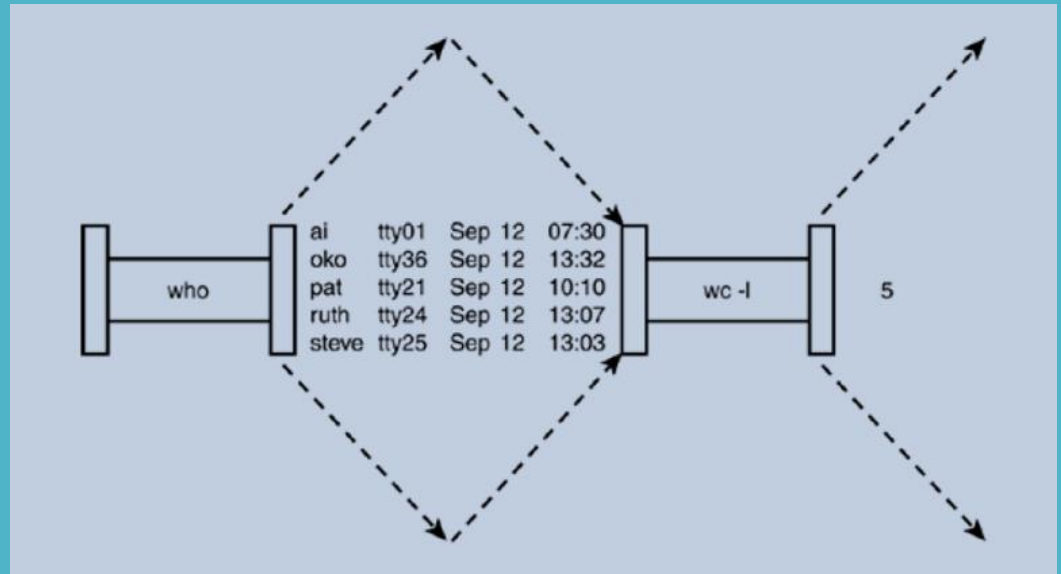 who
ai tty01 Sep 12 07:30
oko tty36 Sep 12 13:32
pat tty21 Sep 12 10:10
ruth tty24 Sep 12 13:07
steve tty25 Sep 12 13:03
wc -l
5